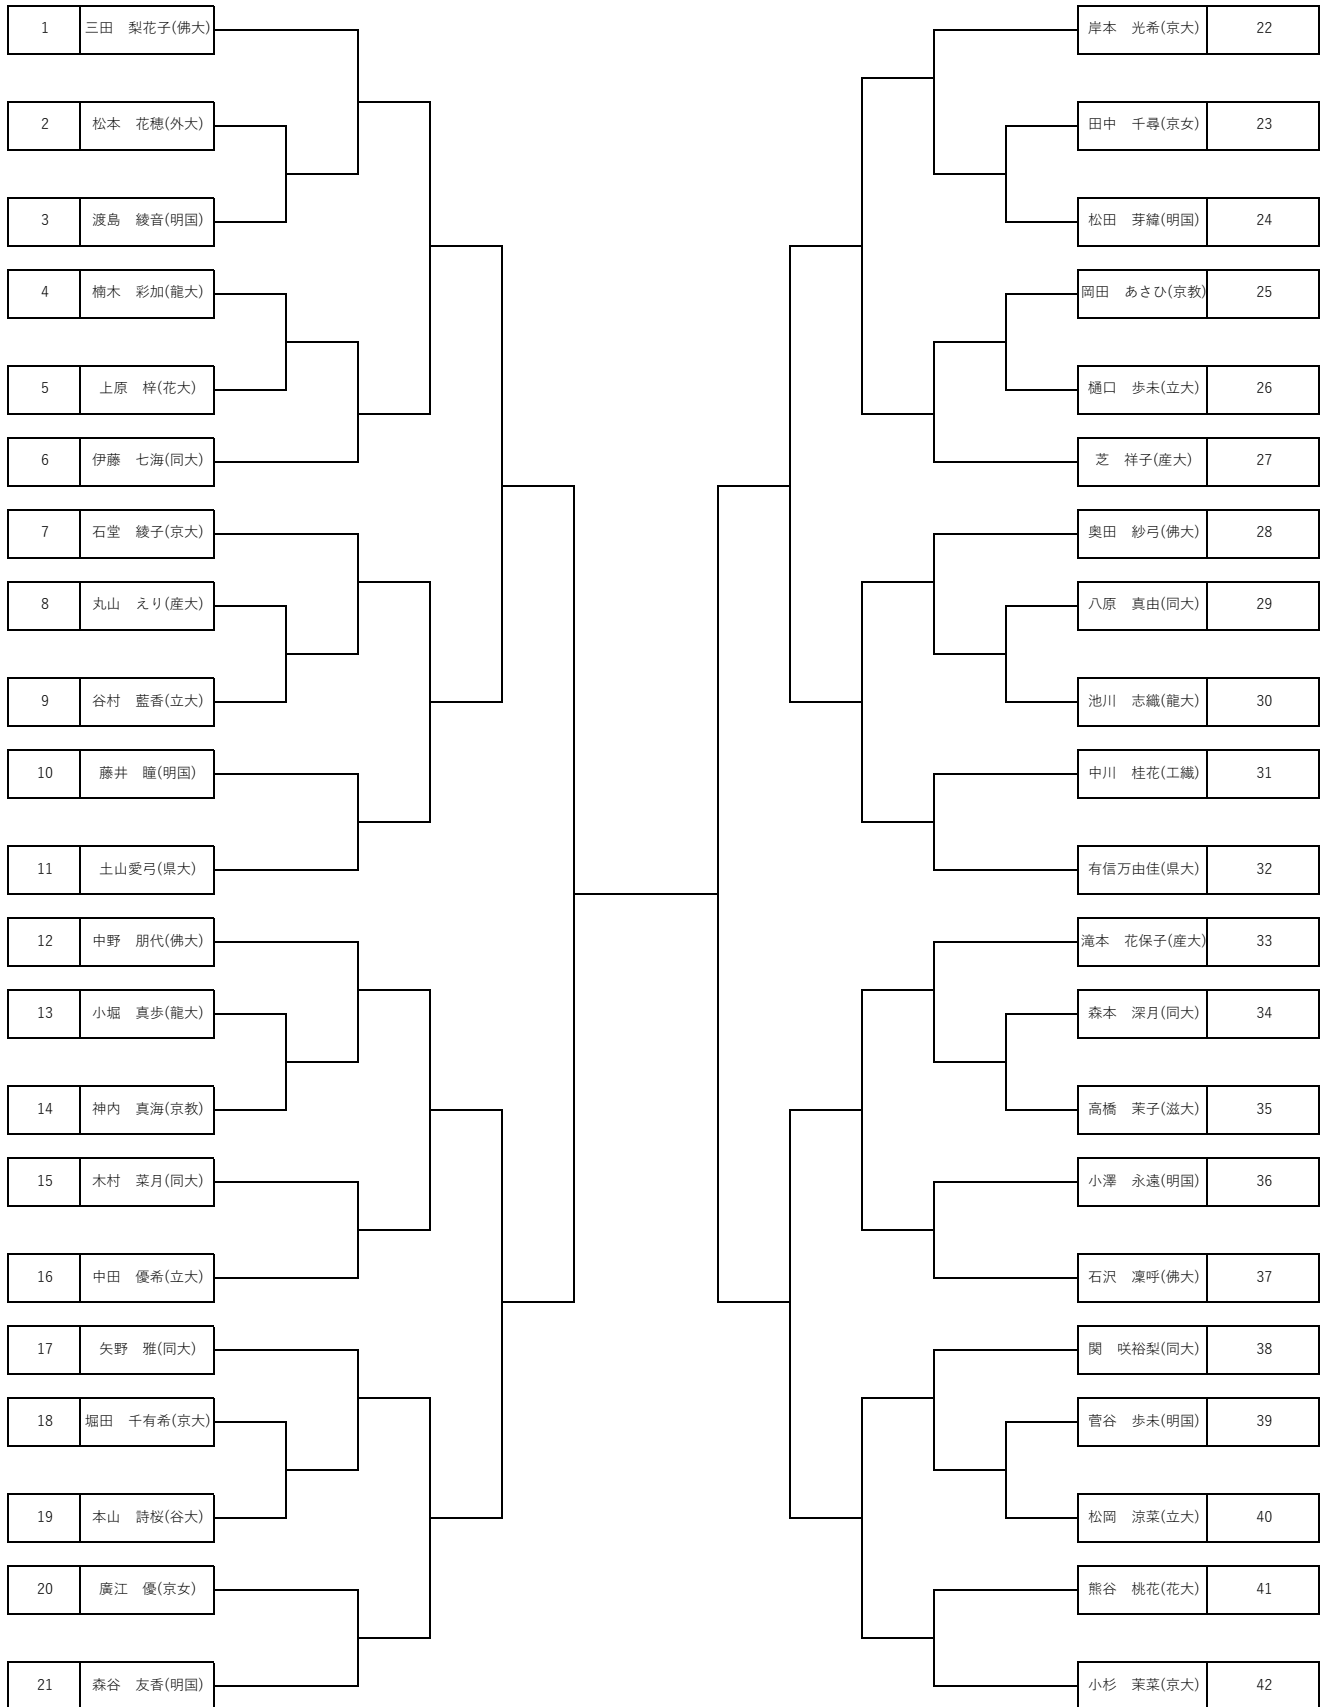 1 三田　梨花子(佛大)
2 松本　花穂(外大)
3 渡島　綾音(明国)
4 楠木　彩加(龍大)
5 上原　梓(花大)
6 伊藤　七海(同大)
7 石堂　綾子(京大)
8 丸山　えり(産大)
9 谷村　藍香(立大)
10 藤井　瞳(明国)
11 土山愛弓(県大)
12 中野　朋代(佛大)
13 小堀　真歩(龍大)
14 神内　真海(京教)
15 木村　菜月(同大)
16 中田　優希(立大)
17 矢野　雅(同大)
18 堀田　千有希(京大)
19 本山　詩桜(谷大)
20 廣江　優(京女)
21 森谷　友香(明国)
岸本　光希(京大) 22
田中　千尋(京女) 23
松田　芽緯(明国) 24
岡田　あさひ(京教) 25
樋口　歩未(立大) 26
芝　祥子(産大) 27
奥田　紗弓(佛大) 28
八原　真由(同大) 29
池川　志織(龍大) 30
中川　桂花(工繊) 31
有信万由佳(県大) 32
滝本　花保子(産大) 33
森本　深月(同大) 34
高橋　茉子(滋大) 35
小澤　永遠(明国) 36
石沢　凜呼(佛大) 37
関　咲裕梨(同大) 38
菅谷　歩未(明国) 39
松岡　涼菜(立大) 40
熊谷　桃花(花大) 41
小杉　茉菜(京大) 42